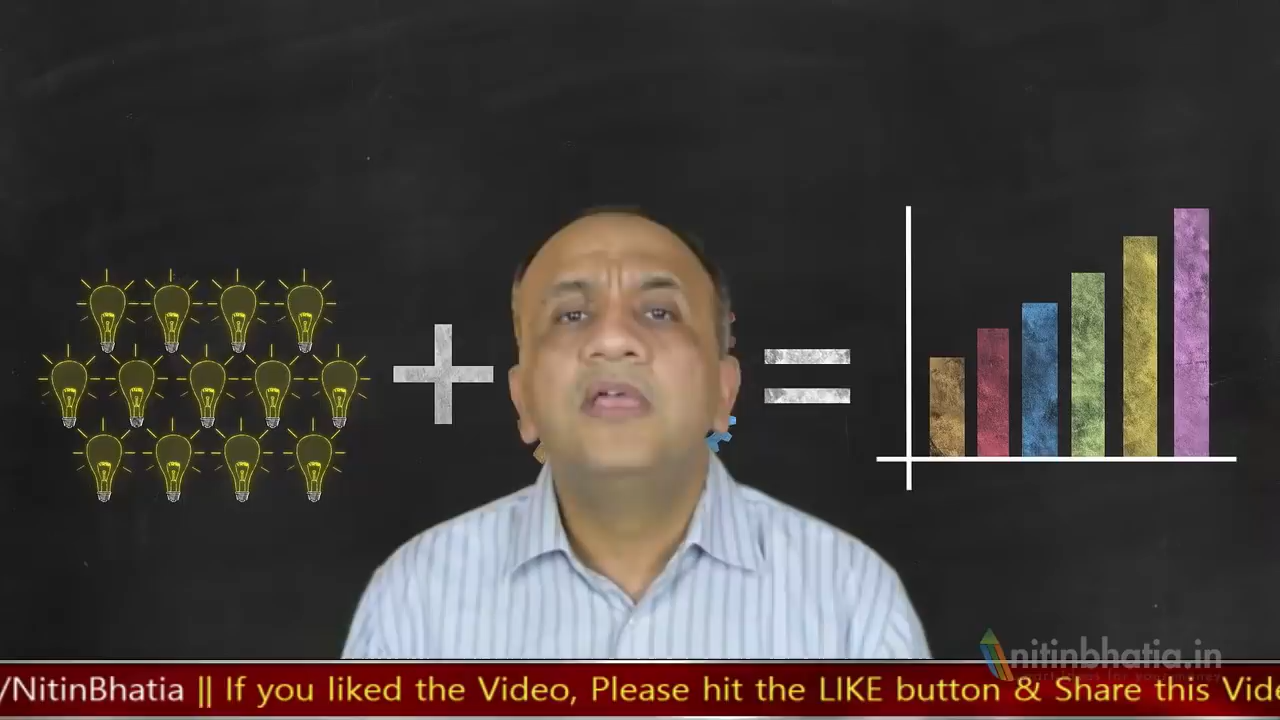 nitinbhatia.in
/NitinBhatia || If you liked the Video, Please hit the LIKE button & Share this Vide